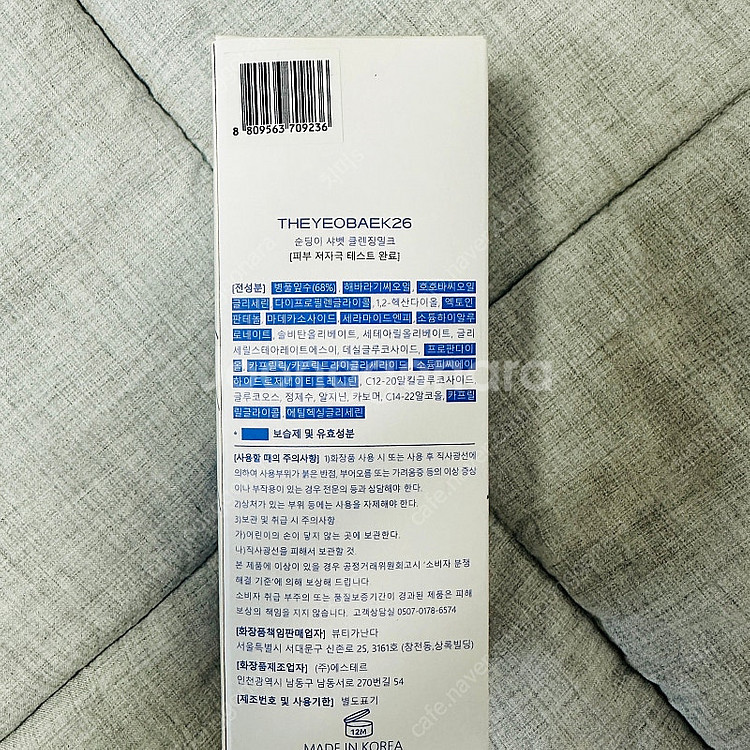 8 809563 709236
THEYEOBAEK26
순딩이 샤벳 클렌징밀크
[피부 저자극 테스트 완료]
[전성분] 병풀잎수(68%), 해바라기씨오일, 호호바씨오일
글리세린 다이프로필렌글라이콜, 1,2-헥산다이올, 엑토인
판테놀, 마데카소사이드, 세라마이드엔피, 소듐하이알루
로네이트, 솔비탄올리베이트, 세테아릴올리베이트, 글리
세릴스테아레이트에스이, 데실글루코사이드, 프로판다이
올, 카프릴릭/카프릭트라이글리세라이드, 소듐피씨에이
하이드로제네이티드레시틴, C12-20알킬글루코사이드,
글루코오스, 정제수, 알지닌, 카보머, C14-22알코올, 카프릴
릴글라이콜, 에틸헥실글리세린
* 보습제 및 유효성분
[사용할 때의 주의사항] 1)화장품 사용 시 또는 사용 후 직사광선에
의하여 사용부위가 붉은 반점, 부어오름 또는 가려움증 등의 이상 증상
이나 부작용이 있는 경우 전문의 등과 상담해야 한다.
2)상처가 있는 부위 등에는 사용을 자제해야 한다.
3)보관 및 취급 시 주의사항
가)어린이의 손이 닿지 않는 곳에 보관한다.
나)직사광선을 피해서 보관할 것
본 제품에 이상이 있을 경우 공정거래위원회고시 '소비자 분쟁
해결 기준'에 의해 보상해 드립니다
소비자 취급 부주의 또는 품질보증기간이 경과된 제품은 피해
보상의 책임을 지지 않습니다. 고객상담실 0507-0178-6574
[화장품책임판매업자] 뷰티가난다
서울특별시 서대문구 신촌로 25, 3161호 (창천동,상록빌딩)
[화장품제조업자] (주)에스테르
인천광역시 남동구 남동서로 270번길 54
[제조번호 및 사용기한] 별도표기
12M
MADE IN KOREA